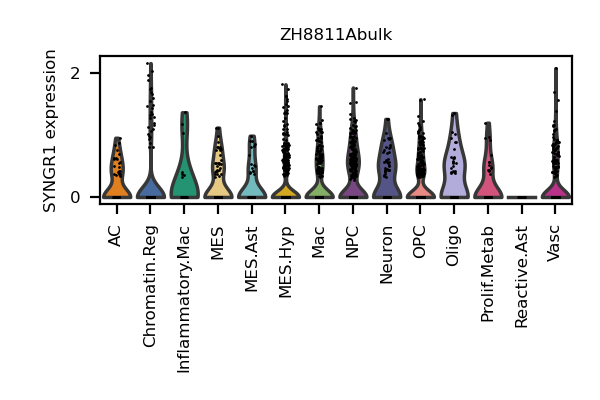 ZH8811Abulk
SYNGR1 expression
2
0
AC
Chromatin.Reg
Inflammatory.Mac
MES
MES.Ast
MES.Hyp
Mac
NPC
Neuron
OPC
Oligo
Prolif.Metab
Reactive.Ast
Vasc